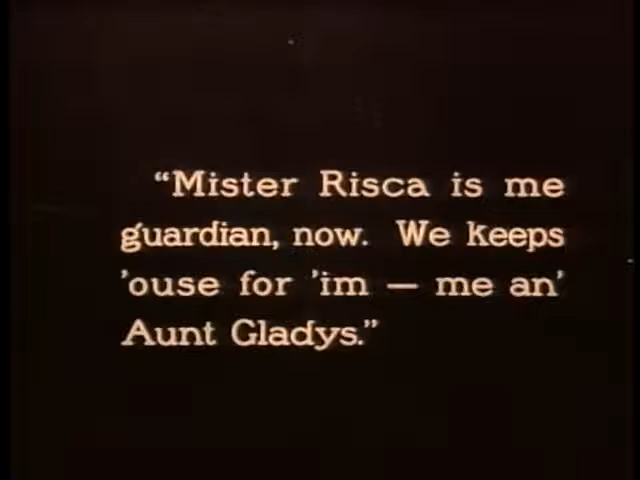 “Mister Risca is me
guardian, now. We keeps
’ouse for ’im — me an’
Aunt Gladys.”